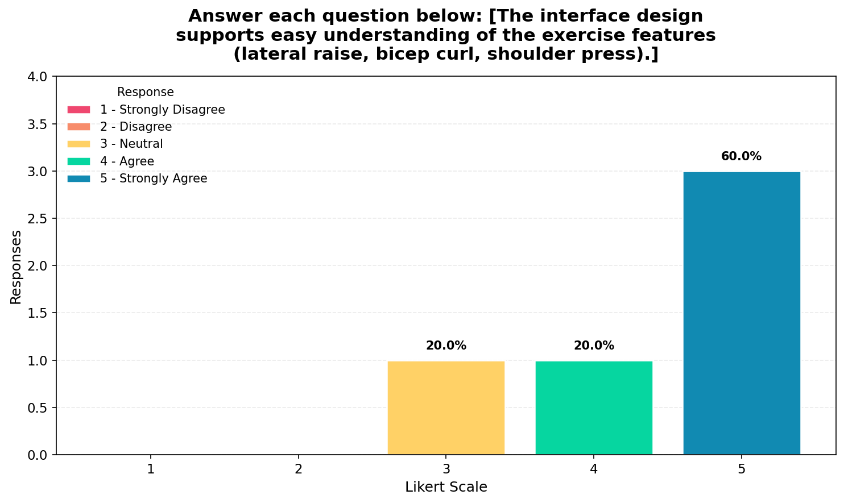 Answer each question below: [The interface design
supports easy understanding of the exercise features
(lateral raise, bicep curl, shoulder press).]
4.0
3.5
3.0
2.5
2.0
1.5
1.0
0.5
0.0
Responses
Response
1 - Strongly Disagree
2 - Disagree
3 - Neutral
4 - Agree
5 - Strongly Agree
20.0%
20.0%
60.0%
1
2
3
4
5
Likert Scale